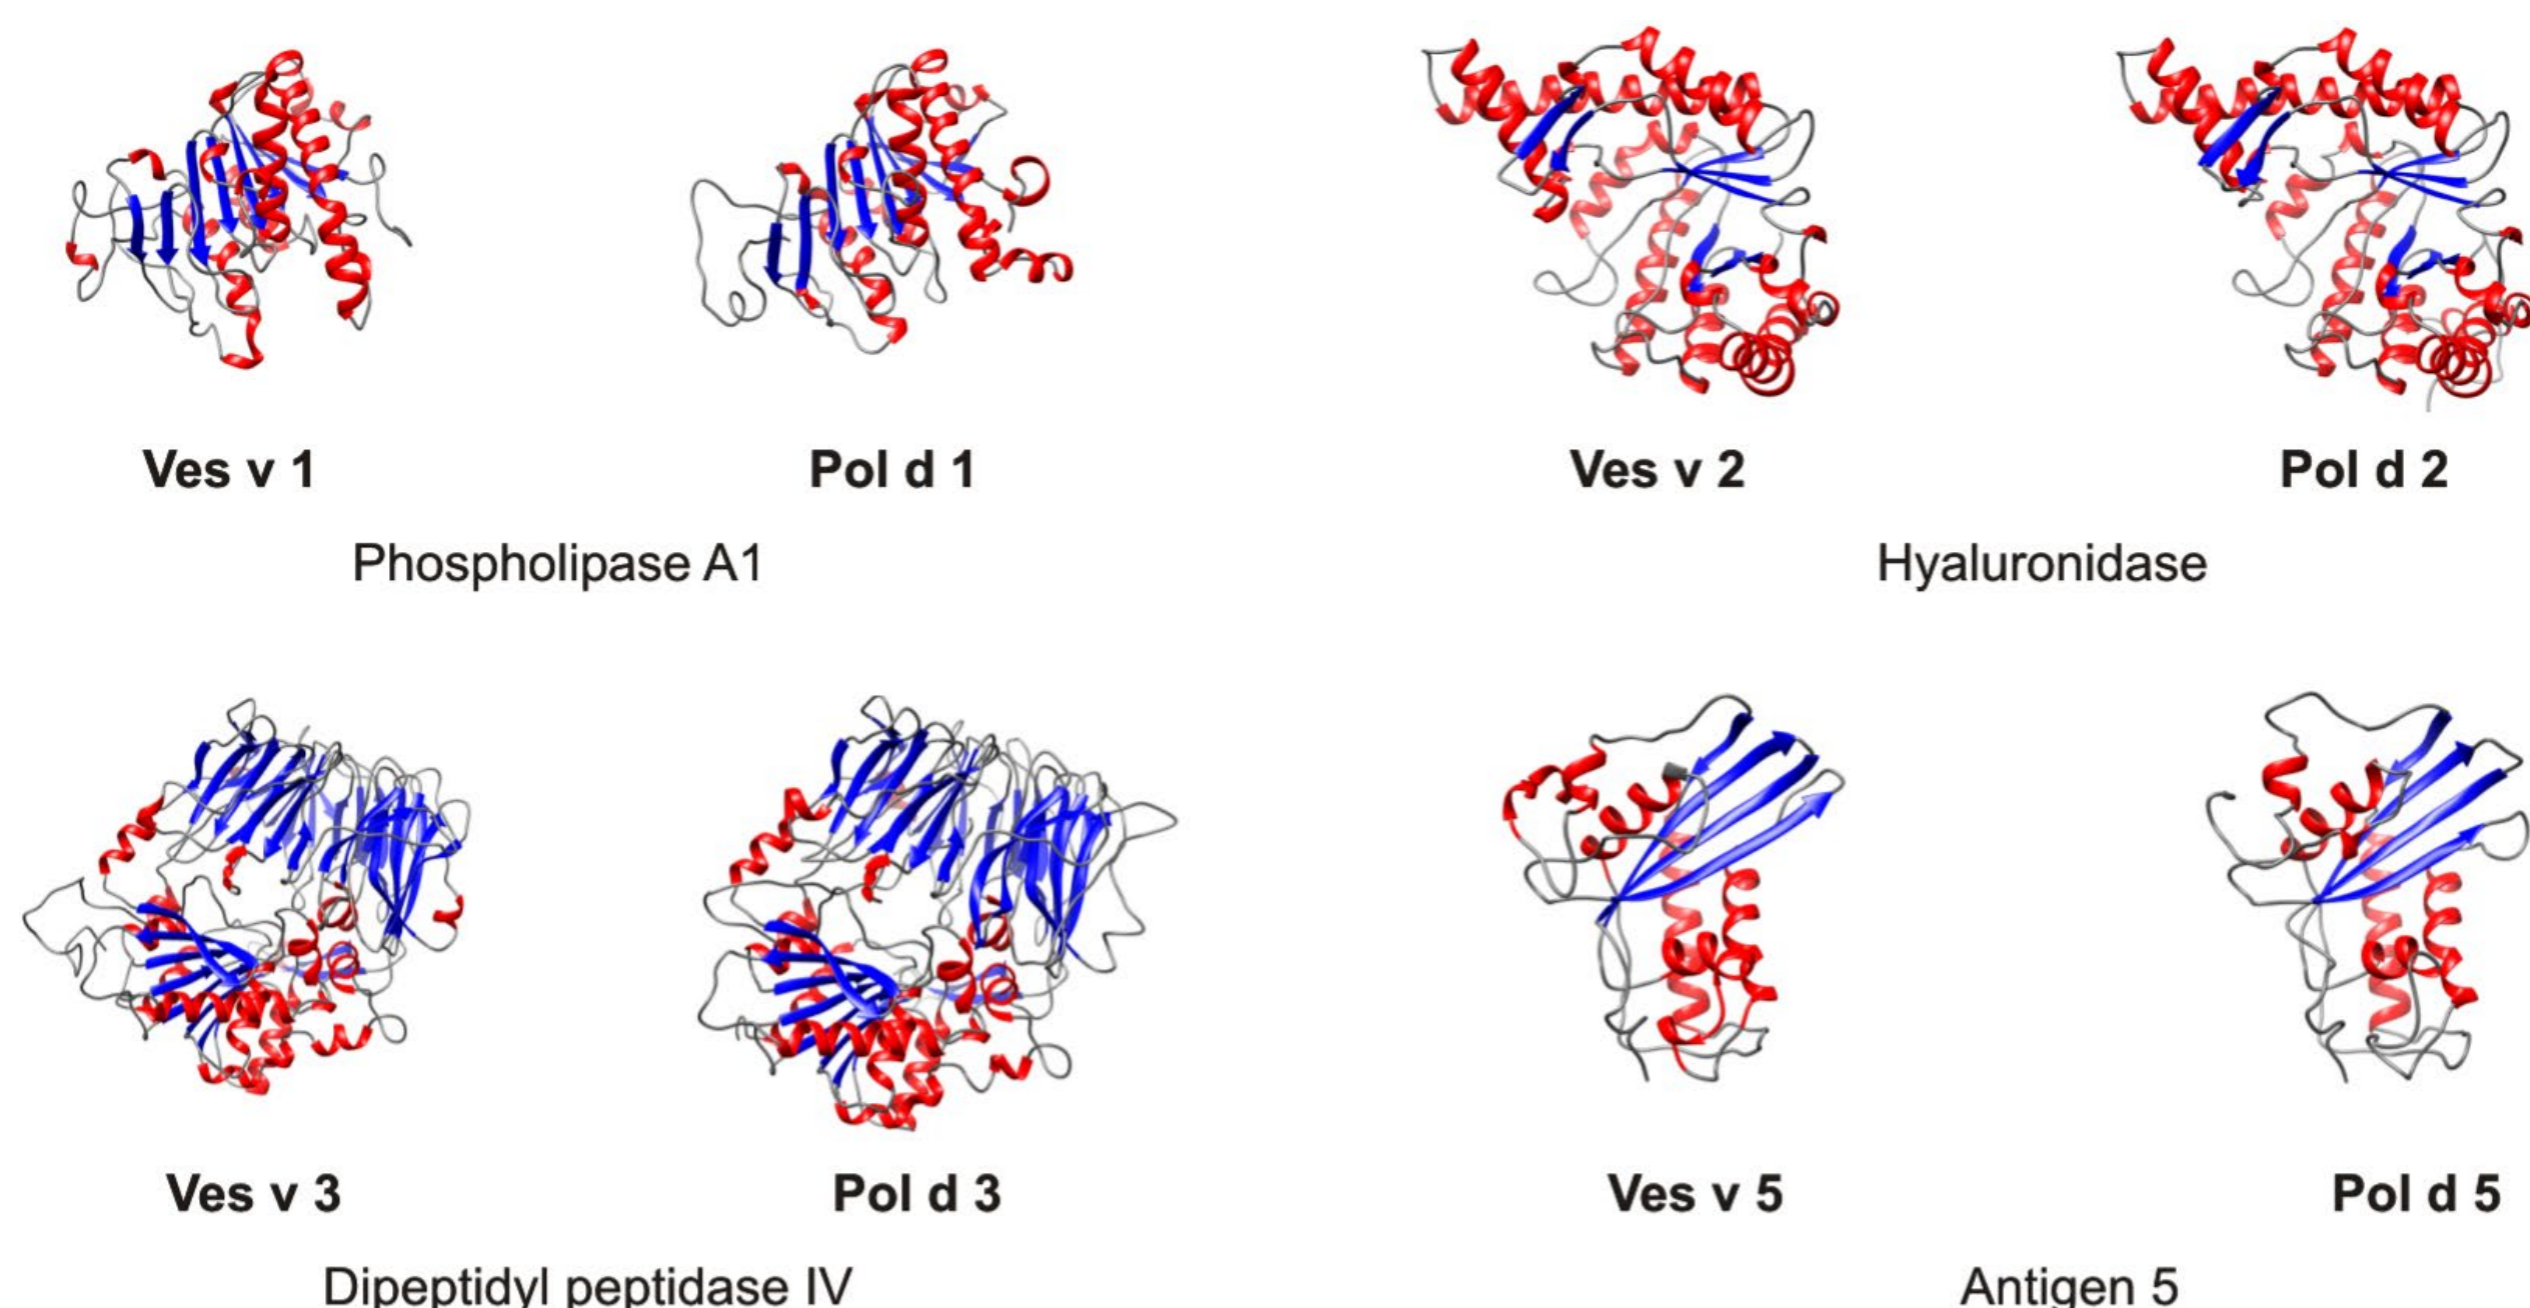 Ves v 1
Pol d 1
Ves v 2
Pol d 2
Phospholipase A1
Hyaluronidase
Ves v 3
Pol d 3
Ves v 5
Pol d 5
Dipeptidyl peptidase IV
Antigen 5